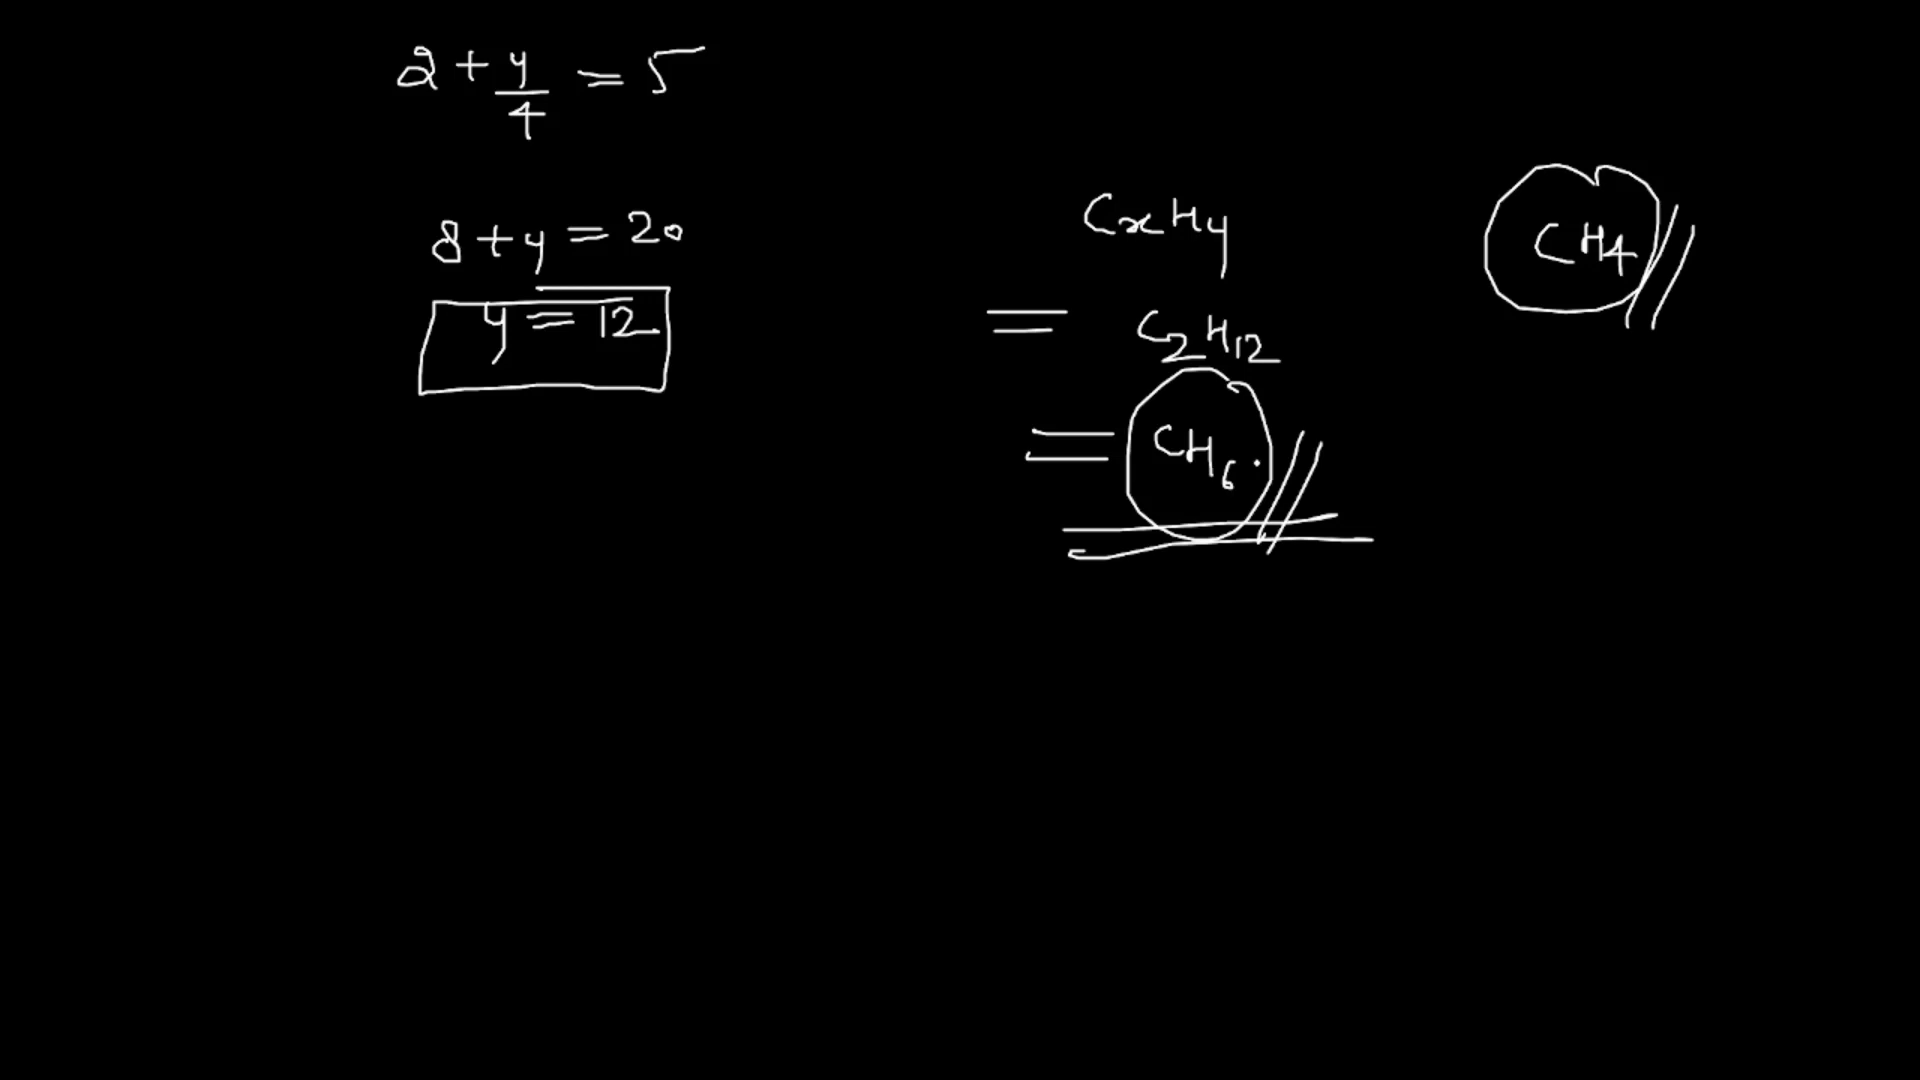 2 + y/4 = 5
8 + y = 20
y = 12
CxHy
= C2H12
= CH6.
CH4